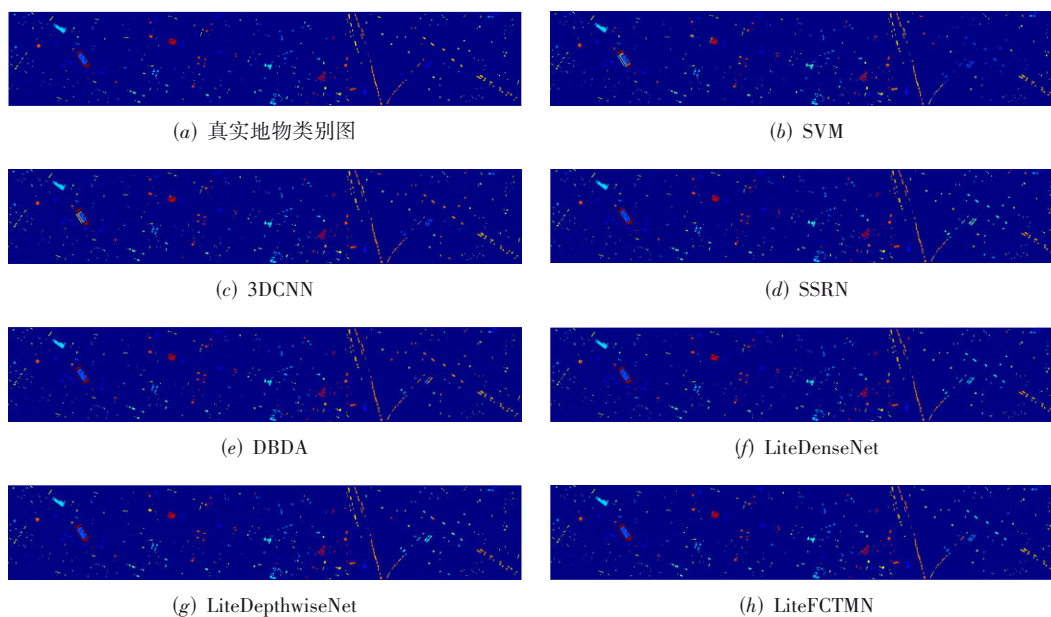 (a) 真实地物类别图
(b) SVM
(c) 3DCNN
(d) SSRN
(e) DBDA
(f) LiteDenseNet
(g) LiteDepthwiseNet
(h) LiteFCTMN